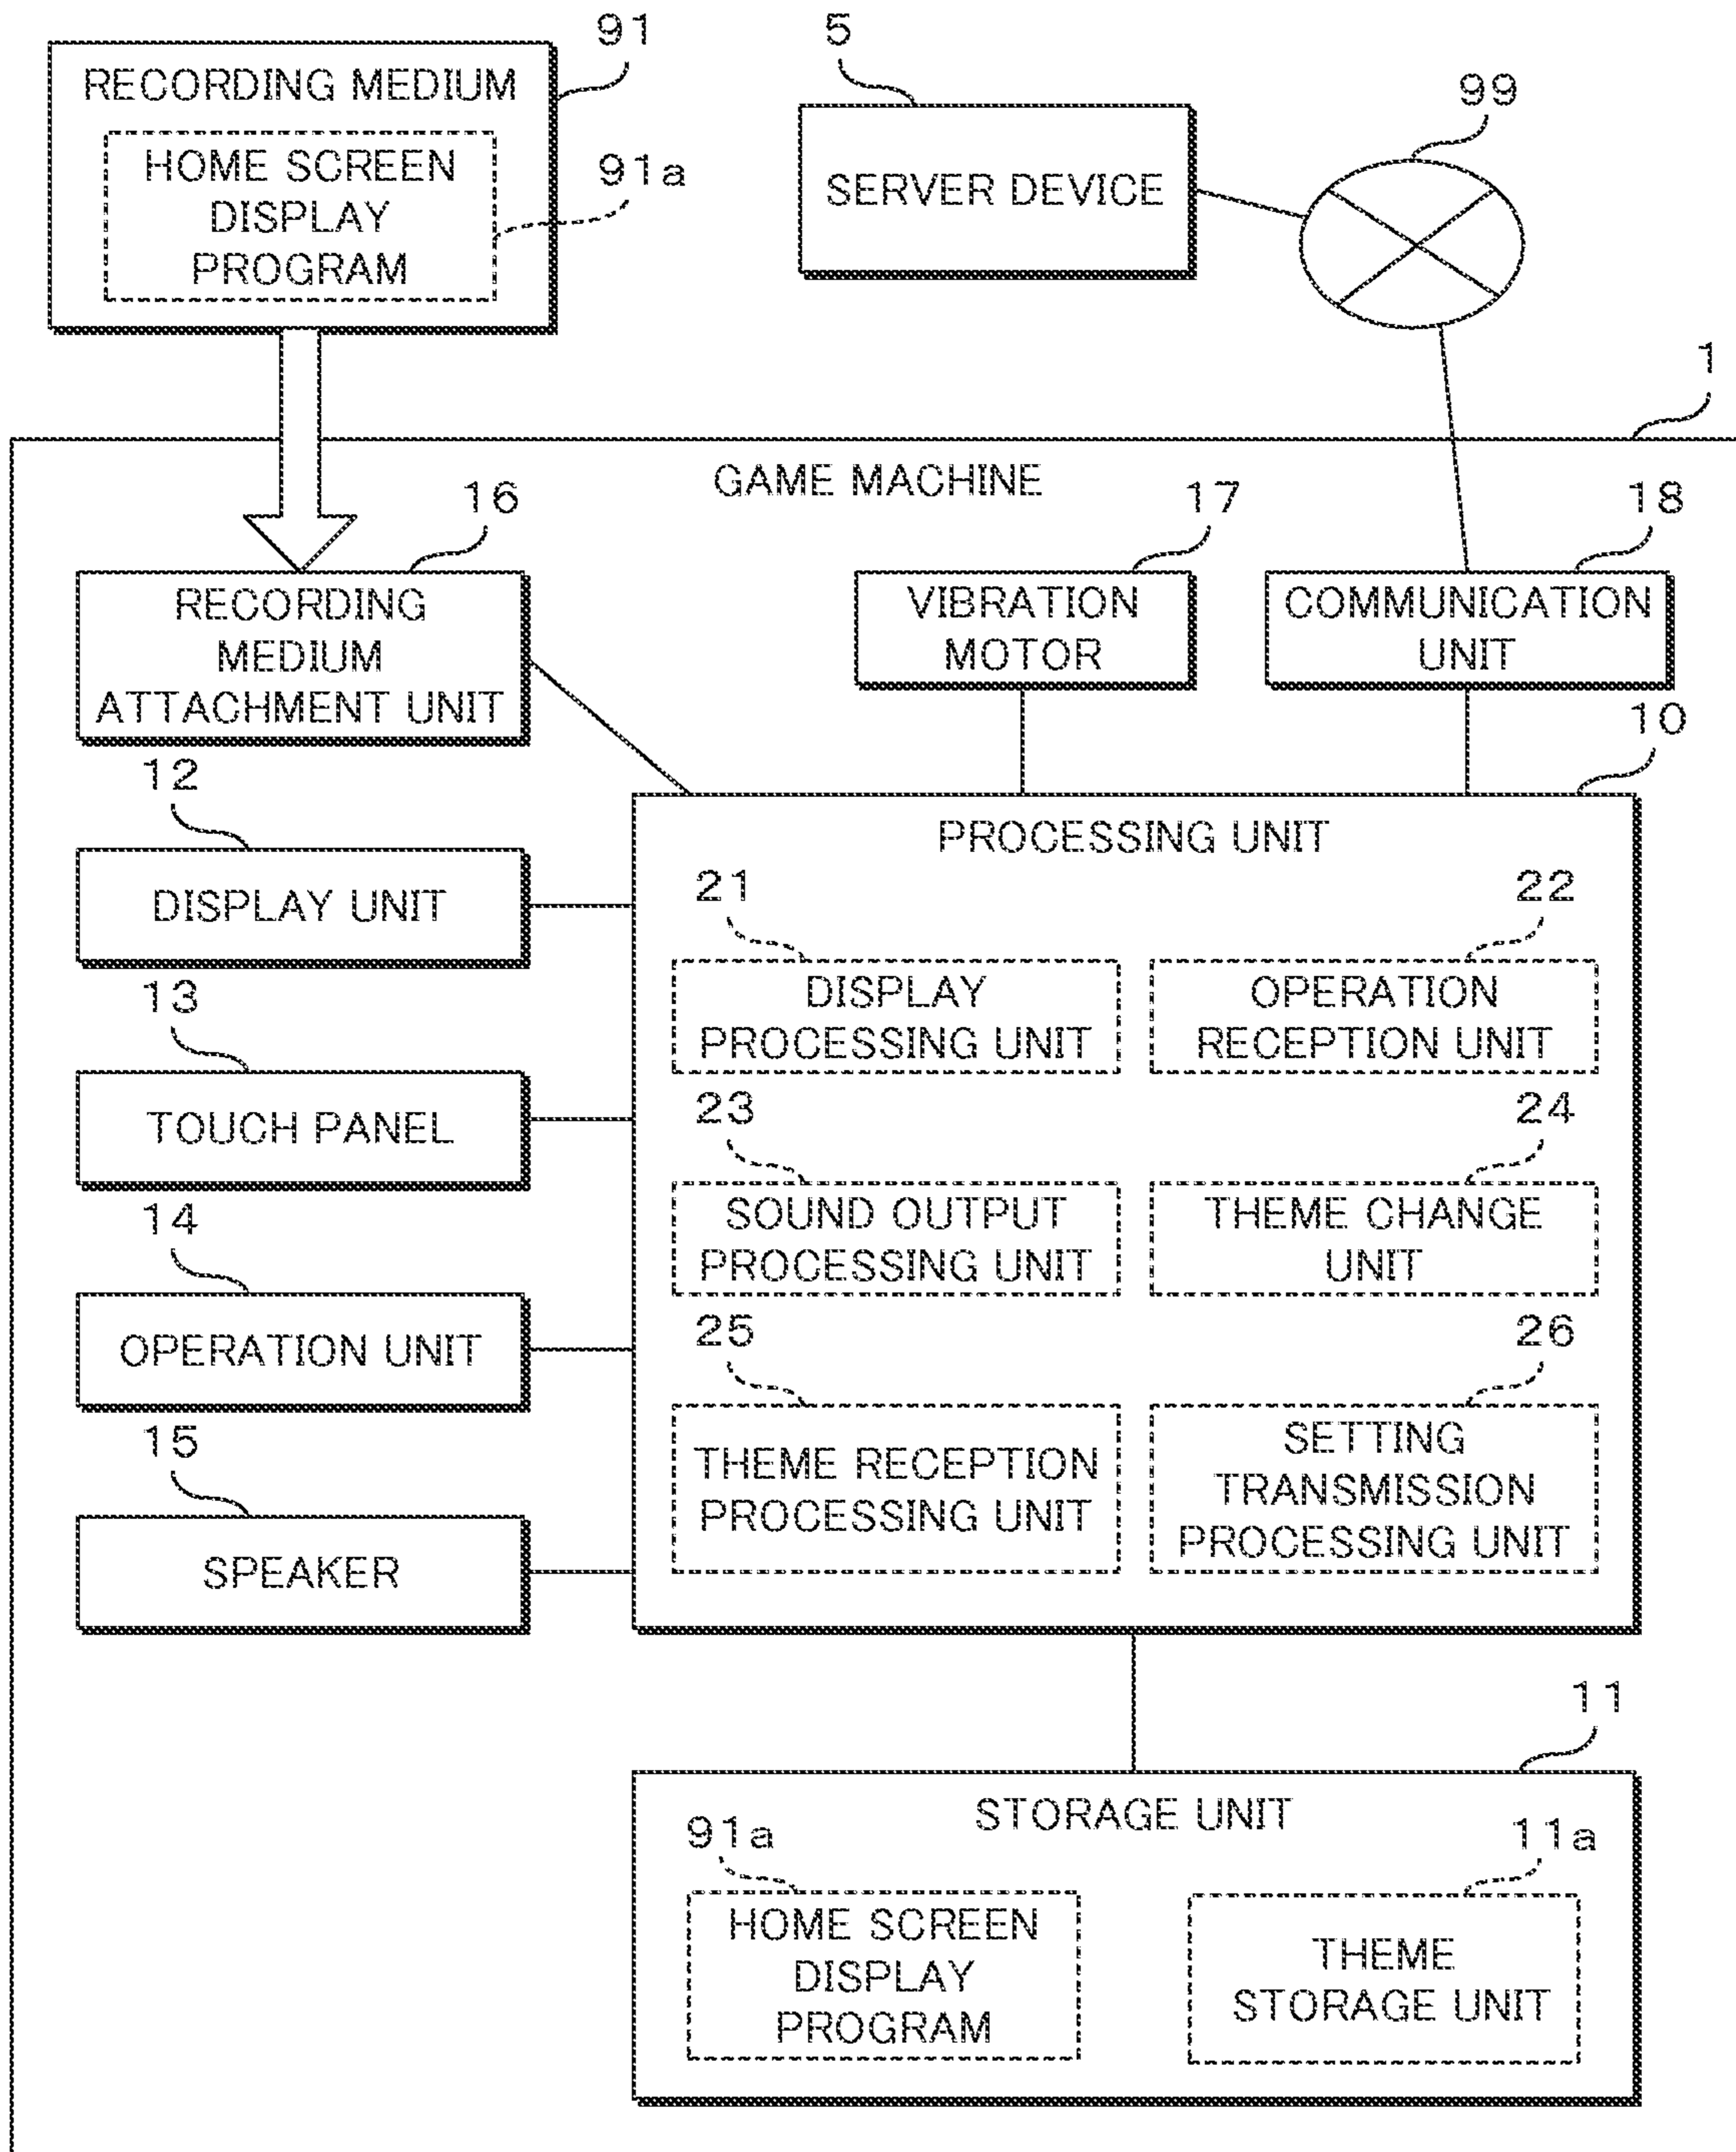 91
RECORDING MEDIUM
HOME SCREEN
DISPLAY
PROGRAM
91a
5
SERVER DEVICE
99
1
GAME MACHINE
16
RECORDING
MEDIUM
ATTACHMENT UNIT
17
VIBRATION
MOTOR
18
COMMUNICATION
UNIT
10
PROCESSING UNIT
12
DISPLAY UNIT
13
TOUCH PANEL
14
OPERATION UNIT
15
SPEAKER
21
DISPLAY
PROCESSING UNIT
22
OPERATION
RECEPTION UNIT
23
SOUND OUTPUT
PROCESSING UNIT
24
THEME CHANGE
UNIT
25
THEME RECEPTION
PROCESSING UNIT
26
SETTING
TRANSMISSION
PROCESSING UNIT
11
STORAGE UNIT
91a
HOME SCREEN
DISPLAY
PROGRAM
11a
THEME
STORAGE UNIT